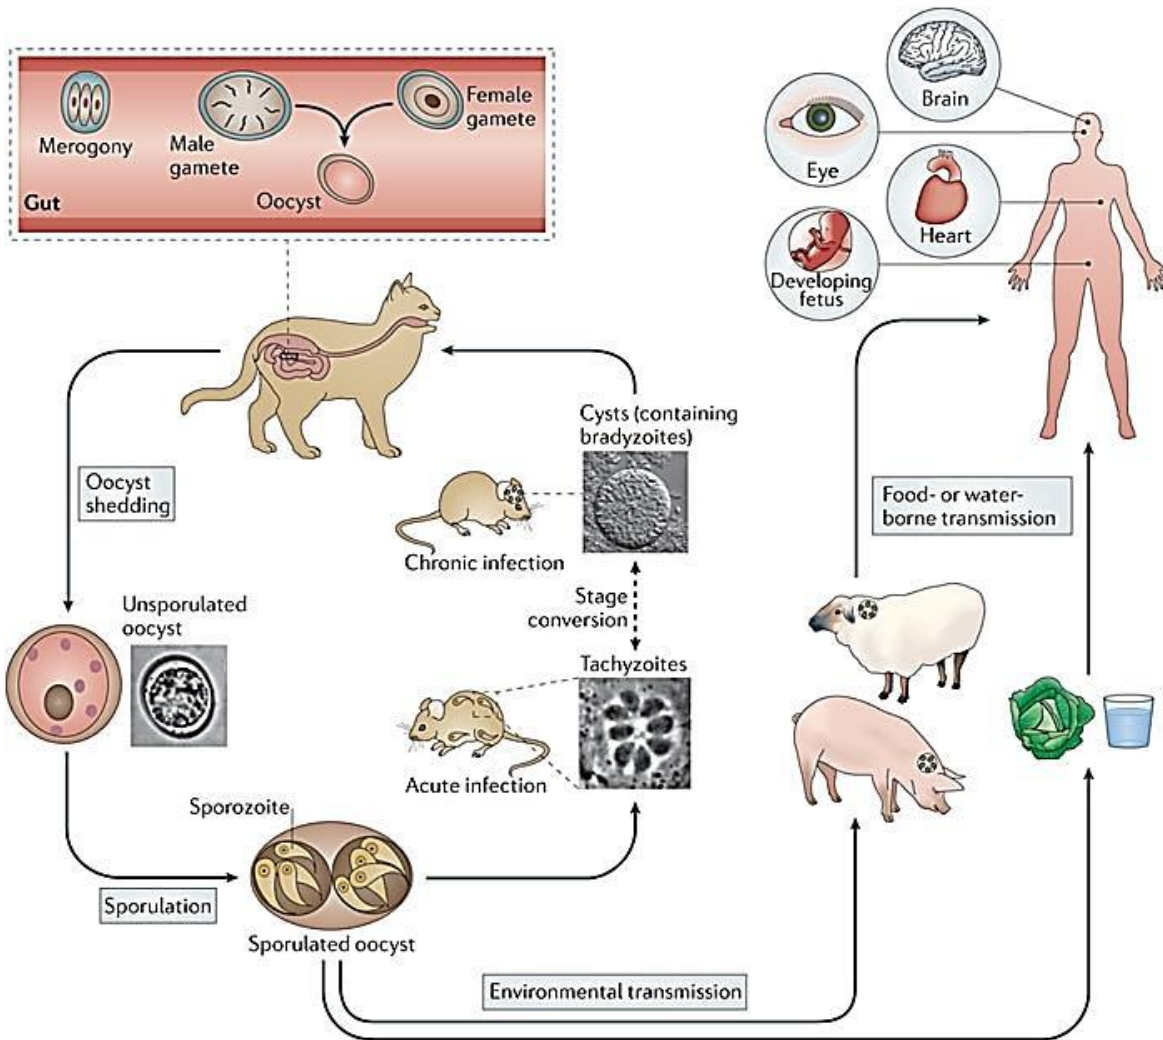 Merogony
Male
gamete
Female
gamete
Oocyst
Gut
Brain
Eye
Heart
Developing
fetus
Oocyst
shedding
Cysts (containing
bradyzoites)
Chronic infection
Stage
conversion
Food- or water-
borne transmission
Unsporulated
oocyst
Tachyzoites
Acute infection
Sporozoite
Sporulation
Sporulated oocyst
Environmental transmission